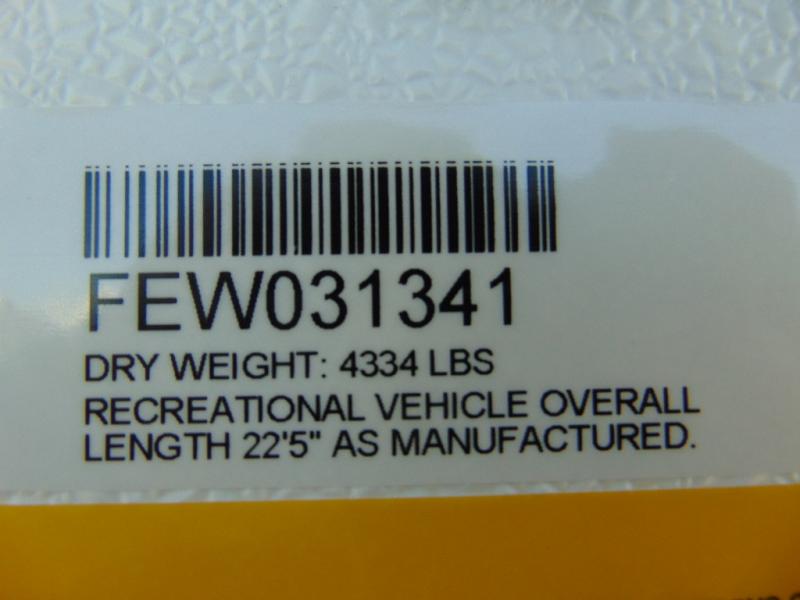 FEW031341
DRY WEIGHT: 4334 LBS
RECREATIONAL VEHICLE OVERALL
LENGTH 22'5" AS MANUFACTURED.